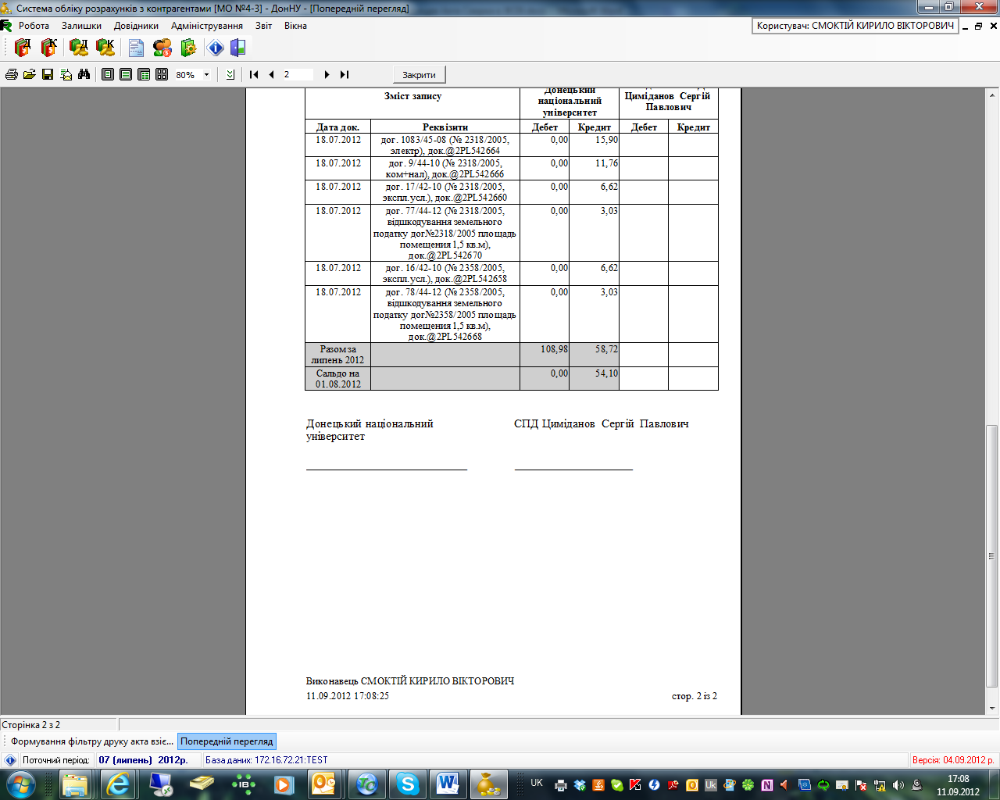 Система обліку розрахунків з контрагентами [МО №4-3] - ДонНУ - [Попередній перегляд]
Робота Залишки Довідники Адміністрування Звіт Вікна
Користувач: СМОКТІЙ КИРИЛО ВІКТОРОВИЧ
80% 2 Закрити
Зміст запису
Донецький
національний
університет
Циміданов Сергій
Павлович
Дата док. Реквізити Дебет Кредит Дебет Кредит
18.07.2012 дог. 1083/45-08 (№ 2318/2005, 0,00 15,90
электр), док.@2PL542664
18.07.2012 дог. 9/44-10 (№ 2318/2005, 0,00 11,76
ком+нал), док.@2PL542666
18.07.2012 дог. 17/42-10 (№ 2318/2005, 0,00 6,62
экспл.усл.), док.@2PL542660
18.07.2012 дог. 77/44-12 (№ 2318/2005, 0,00 3,03
відшкодування земельного
податку дог№2318/2005 площадь
помещения 1,5 кв.м),
док.@2PL542670
18.07.2012 дог. 16/42-10 (№ 2358/2005, 0,00 6,62
экспл.усл.), док.@2PL542658
18.07.2012 дог. 78/44-12 (№ 2358/2005, 0,00 3,03
відшкодування земельного
податку дог№2358/2005 площадь
помещения 1,5 кв.м),
док.@2PL542668
Разом за 108,98 58,72
липень 2012
Сальдо на 0,00 54,10
01.08.2012
Донецький національний
університет
СПД Циміданов Сергій Павлович
Виконавець СМОКТІЙ КИРИЛО ВІКТОРОВИЧ
11.09.2012 17:08:25 стор. 2 із 2
Сторінка 2 з 2
Формування фільтру друку акта взіє... Попередній перегляд
Поточний період: 07 (липень) 2012р. База даних: 172.16.72.21:TEST Версія: 04.09.2012 р.
UK 17:08
11.09.2012